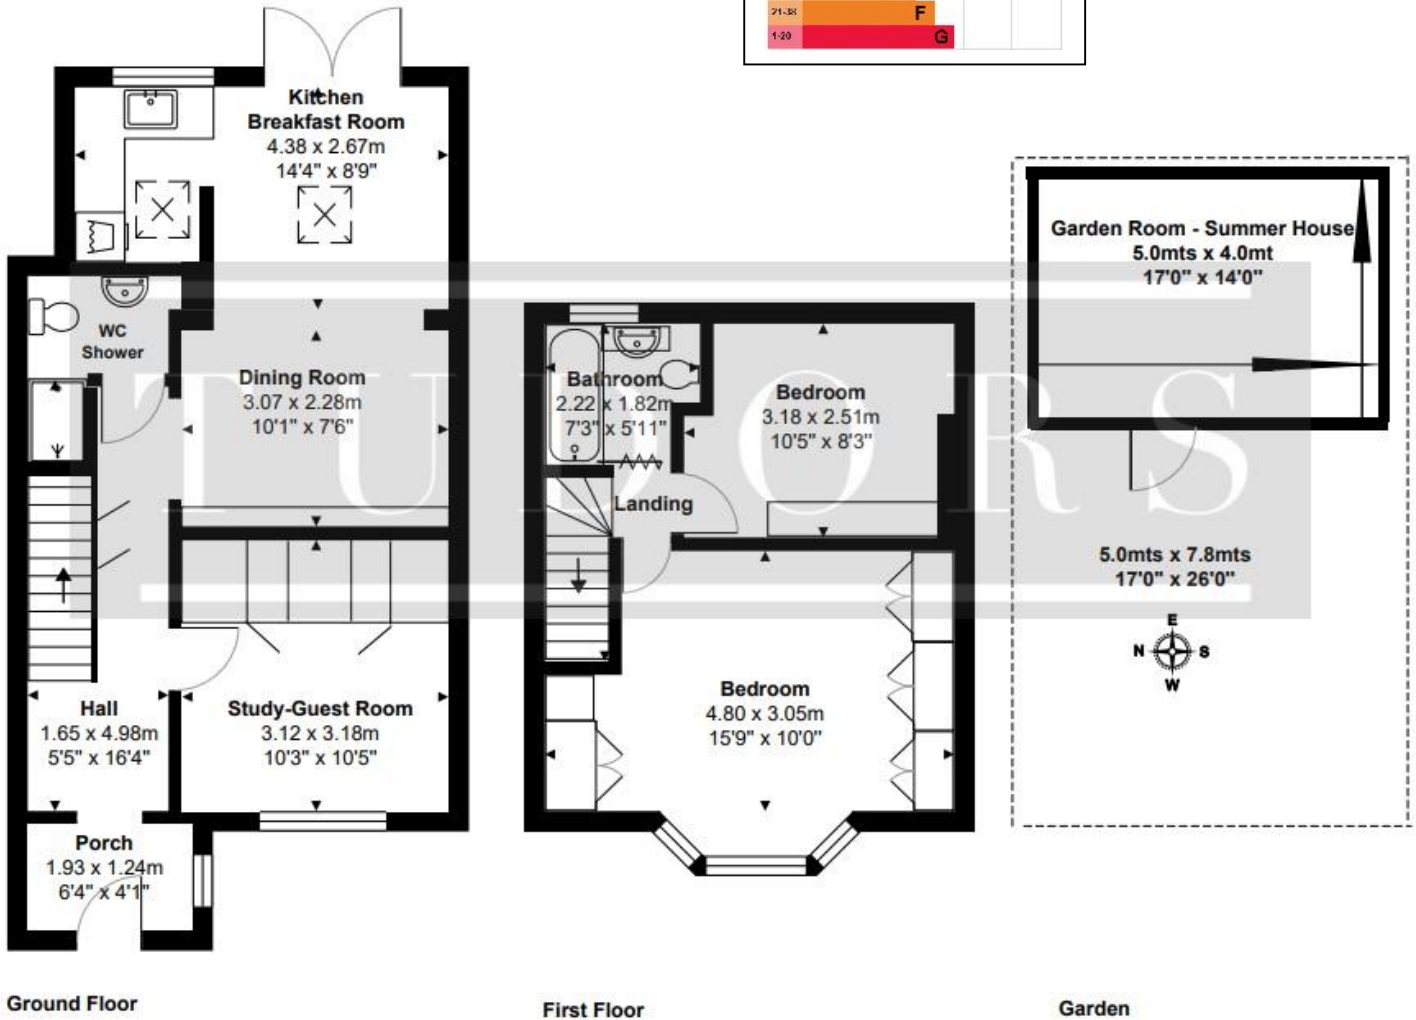 21-38 F
1-20 G
Kitchen
Breakfast Room
4.38 x 2.67m
14'4" x 8'9"
WC
Shower
Dining Room
3.07 x 2.28m
10'1" x 7'6"
Hall
1.65 x 4.98m
5'5" x 16'4"
Study-Guest Room
3.12 x 3.18m
10'3" x 10'5"
Porch
1.93 x 1.24m
6'4" x 4'1"
Ground Floor
Bathroom
2.22 x 1.82m
7'3" x 5'11"
Bedroom
3.18 x 2.51m
10'5" x 8'3"
Landing
Bedroom
4.80 x 3.05m
15'9" x 10'0"
First Floor
Garden Room - Summer House
5.0mts x 4.0mt
17'0" x 14'0"
5.0mts x 7.8mts
17'0" x 26'0"
E
N S
W
Garden
TUDORS